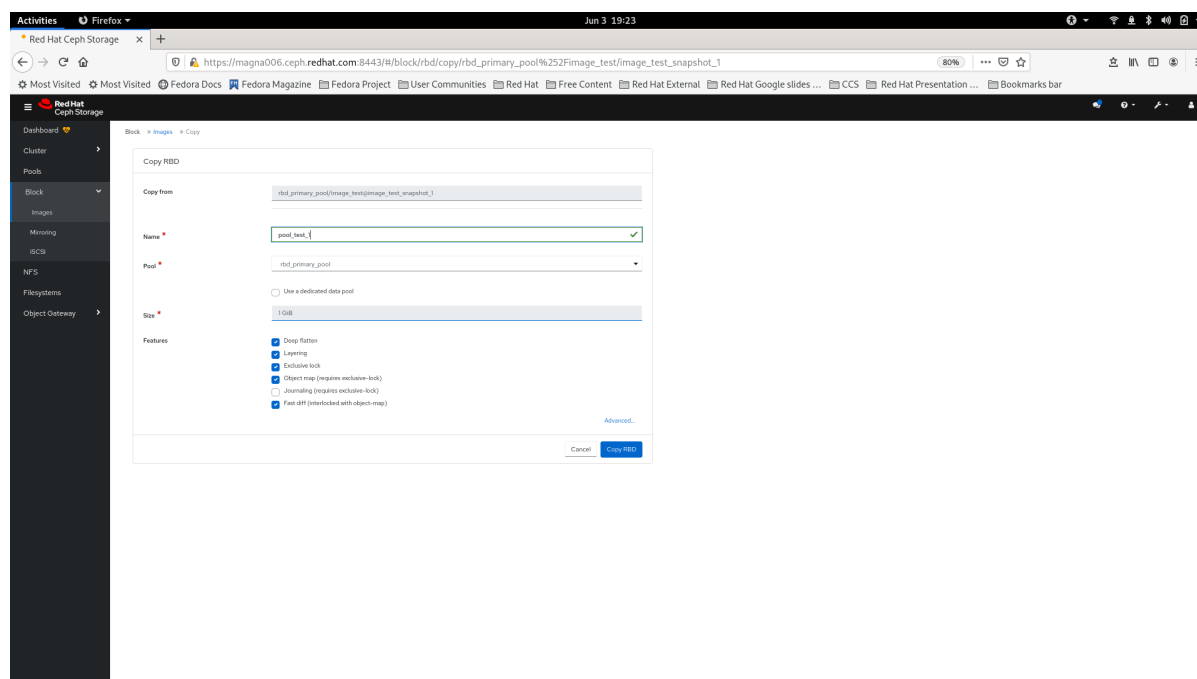 Activities Firefox Jun 3 19:23
Red Hat Ceph Storage × +
https://magna006.ceph.redhat.com:8443/#/block/rbd/copy/rbd_primary_pool%252Fimage_test/image_test_snapshot_1 80%
Most Visited Most Visited Fedora Docs Fedora Magazine Fedora Project User Communities Red Hat Free Content Red Hat External Red Hat Google slides ... CCS Red Hat Presentation ... Bookmarks bar
Red Hat
Ceph Storage
Dashboard
Cluster
Pools
Block
Images
Mirroring
iSCSI
NFS
Filesystems
Object Gateway
Block » Images » Copy
Copy RBD
Copy from rbd_primary_pool/image_test@image_test_snapshot_1
Name * pool_test_1
Pool * rbd_primary_pool
Use a dedicated data pool
Size * 1 GiB
Features Deep flatten
Layering
Exclusive lock
Object map (requires exclusive-lock)
Journaling (requires exclusive-lock)
Fast diff (interlocked with object-map)
Advanced...
Cancel Copy RBD